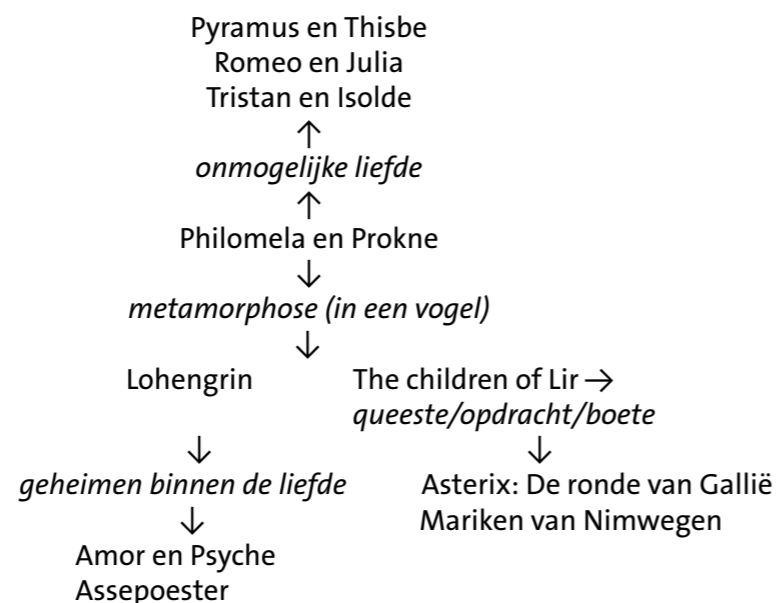 Pyramus en Thisbe
Romeo en Julia
Tristan en Isolde
↑
onmogelijke liefde
↑
Philomela en Prokne
↓
metamorphose (in een vogel)
↓
Lohengrin
The children of Lir →
queeste/opdracht/boete
↓
geheimen binnen de liefde
↓
Amor en Psyche
Assepoester
↓
Asterix: De ronde van Gallië
Mariken van Nimwegen